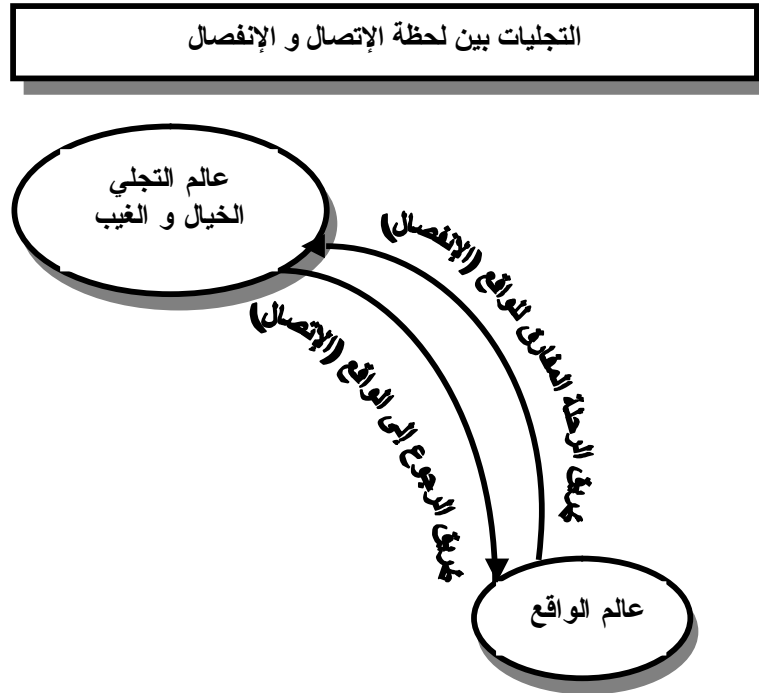 التجليات بين لحظة الإتصال و الإنفصال
عالم التجلي
الخيال و الغيب
طريق الرحلة المفارق للواقع (الإنفصال)
طريق الرجوع إلى الواقع (الإتصال)
عالم الواقع